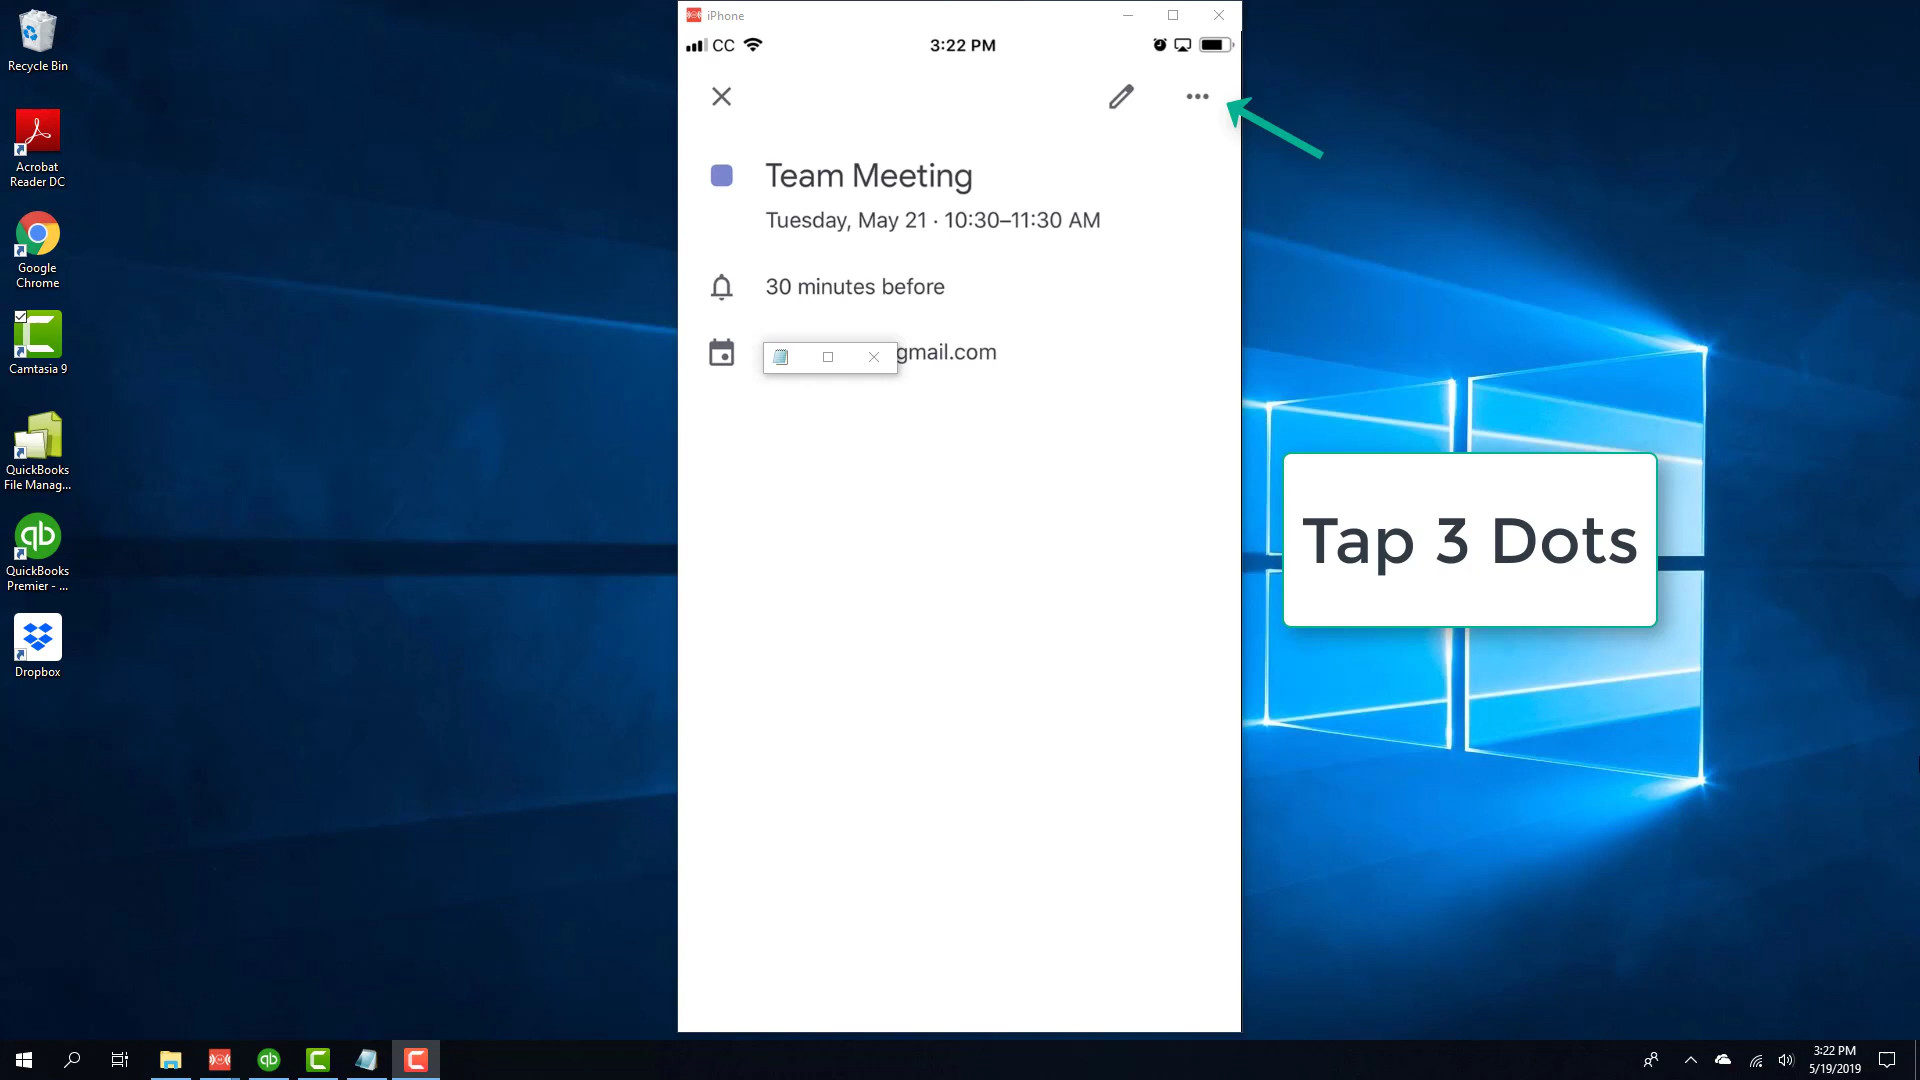 Recycle Bin
Acrobat
Reader DC
Google
Chrome
Camtasia 9
QuickBooks
File Manag...
QuickBooks
Premier - ...
Dropbox
iPhone
CC
3:22 PM
Team Meeting
Tuesday, May 21 · 10:30–11:30 AM
30 minutes before
gmail.com
Tap 3 Dots
3:22 PM
5/19/2019